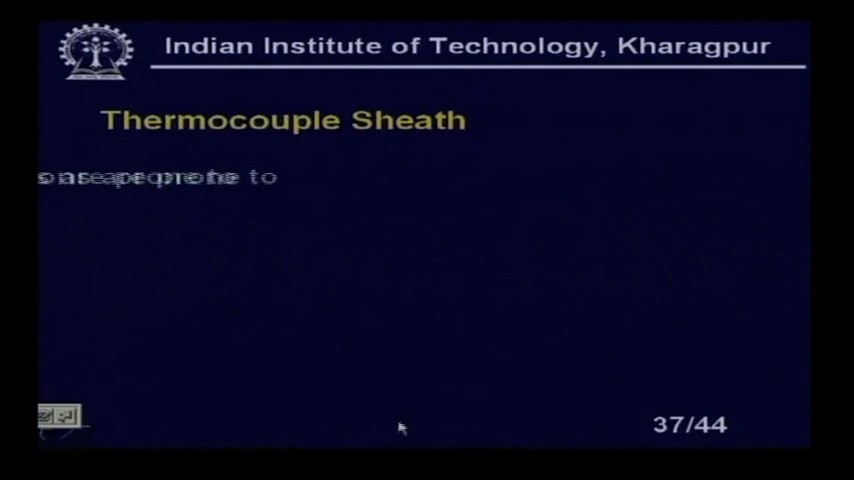 Indian Institute of Technology, Kharagpur
Thermocouple Sheath
to
37/44